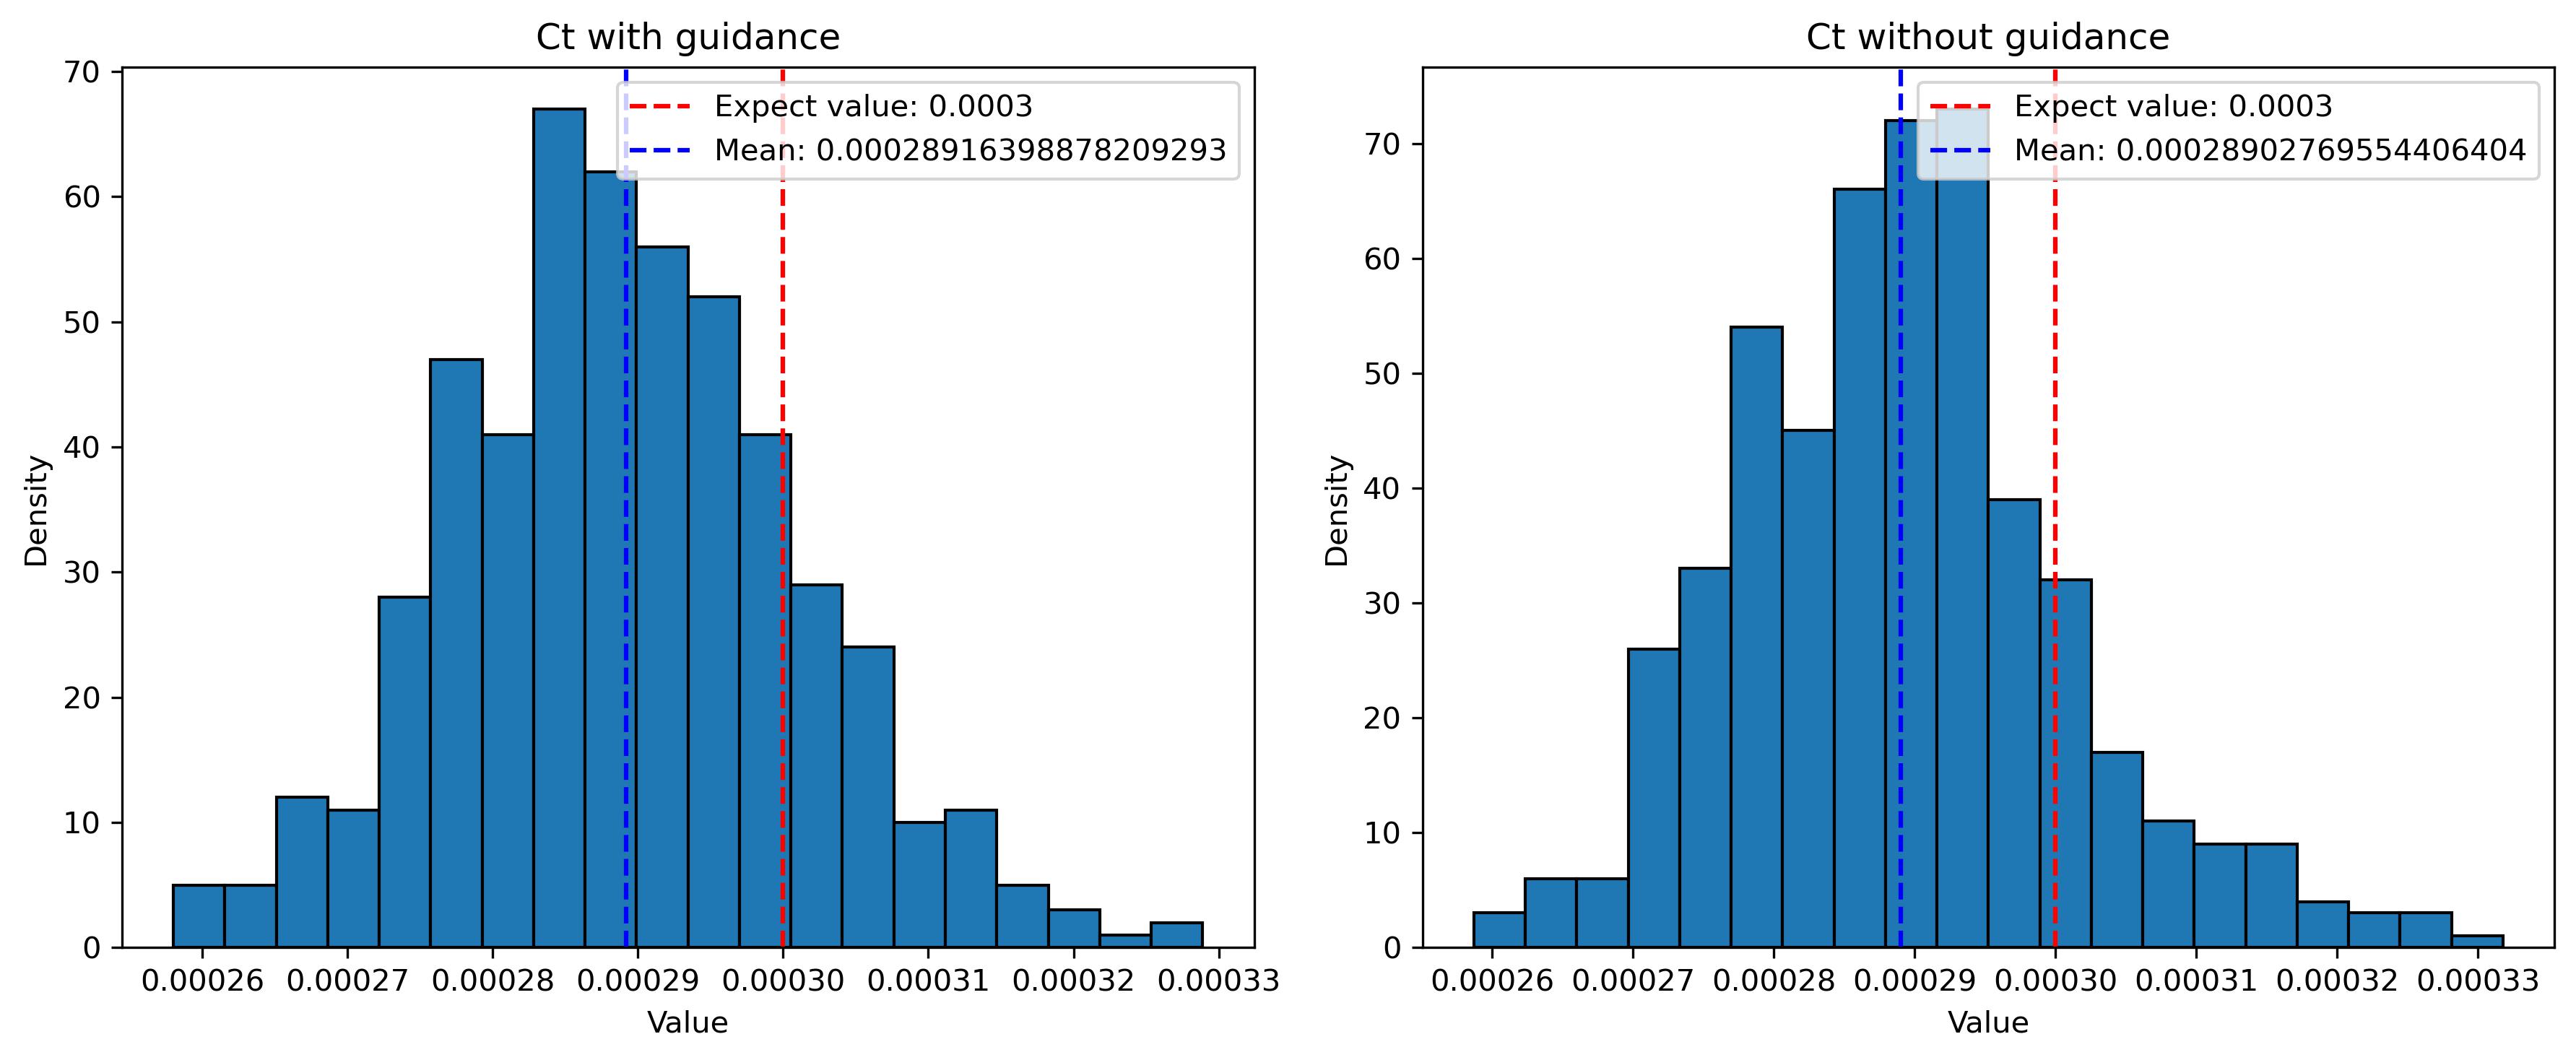 Ct with guidance
Expect value: 0.0003
Mean: 0.00028916398878209293
Density
70
60
50
40
30
20
10
0
0.00026 0.00027 0.00028 0.00029 0.00030 0.00031 0.00032 0.00033
Value
Ct without guidance
Expect value: 0.0003
Mean: 0.00028902769554406404
Density
70
60
50
40
30
20
10
0
0.00026 0.00027 0.00028 0.00029 0.00030 0.00031 0.00032 0.00033
Value